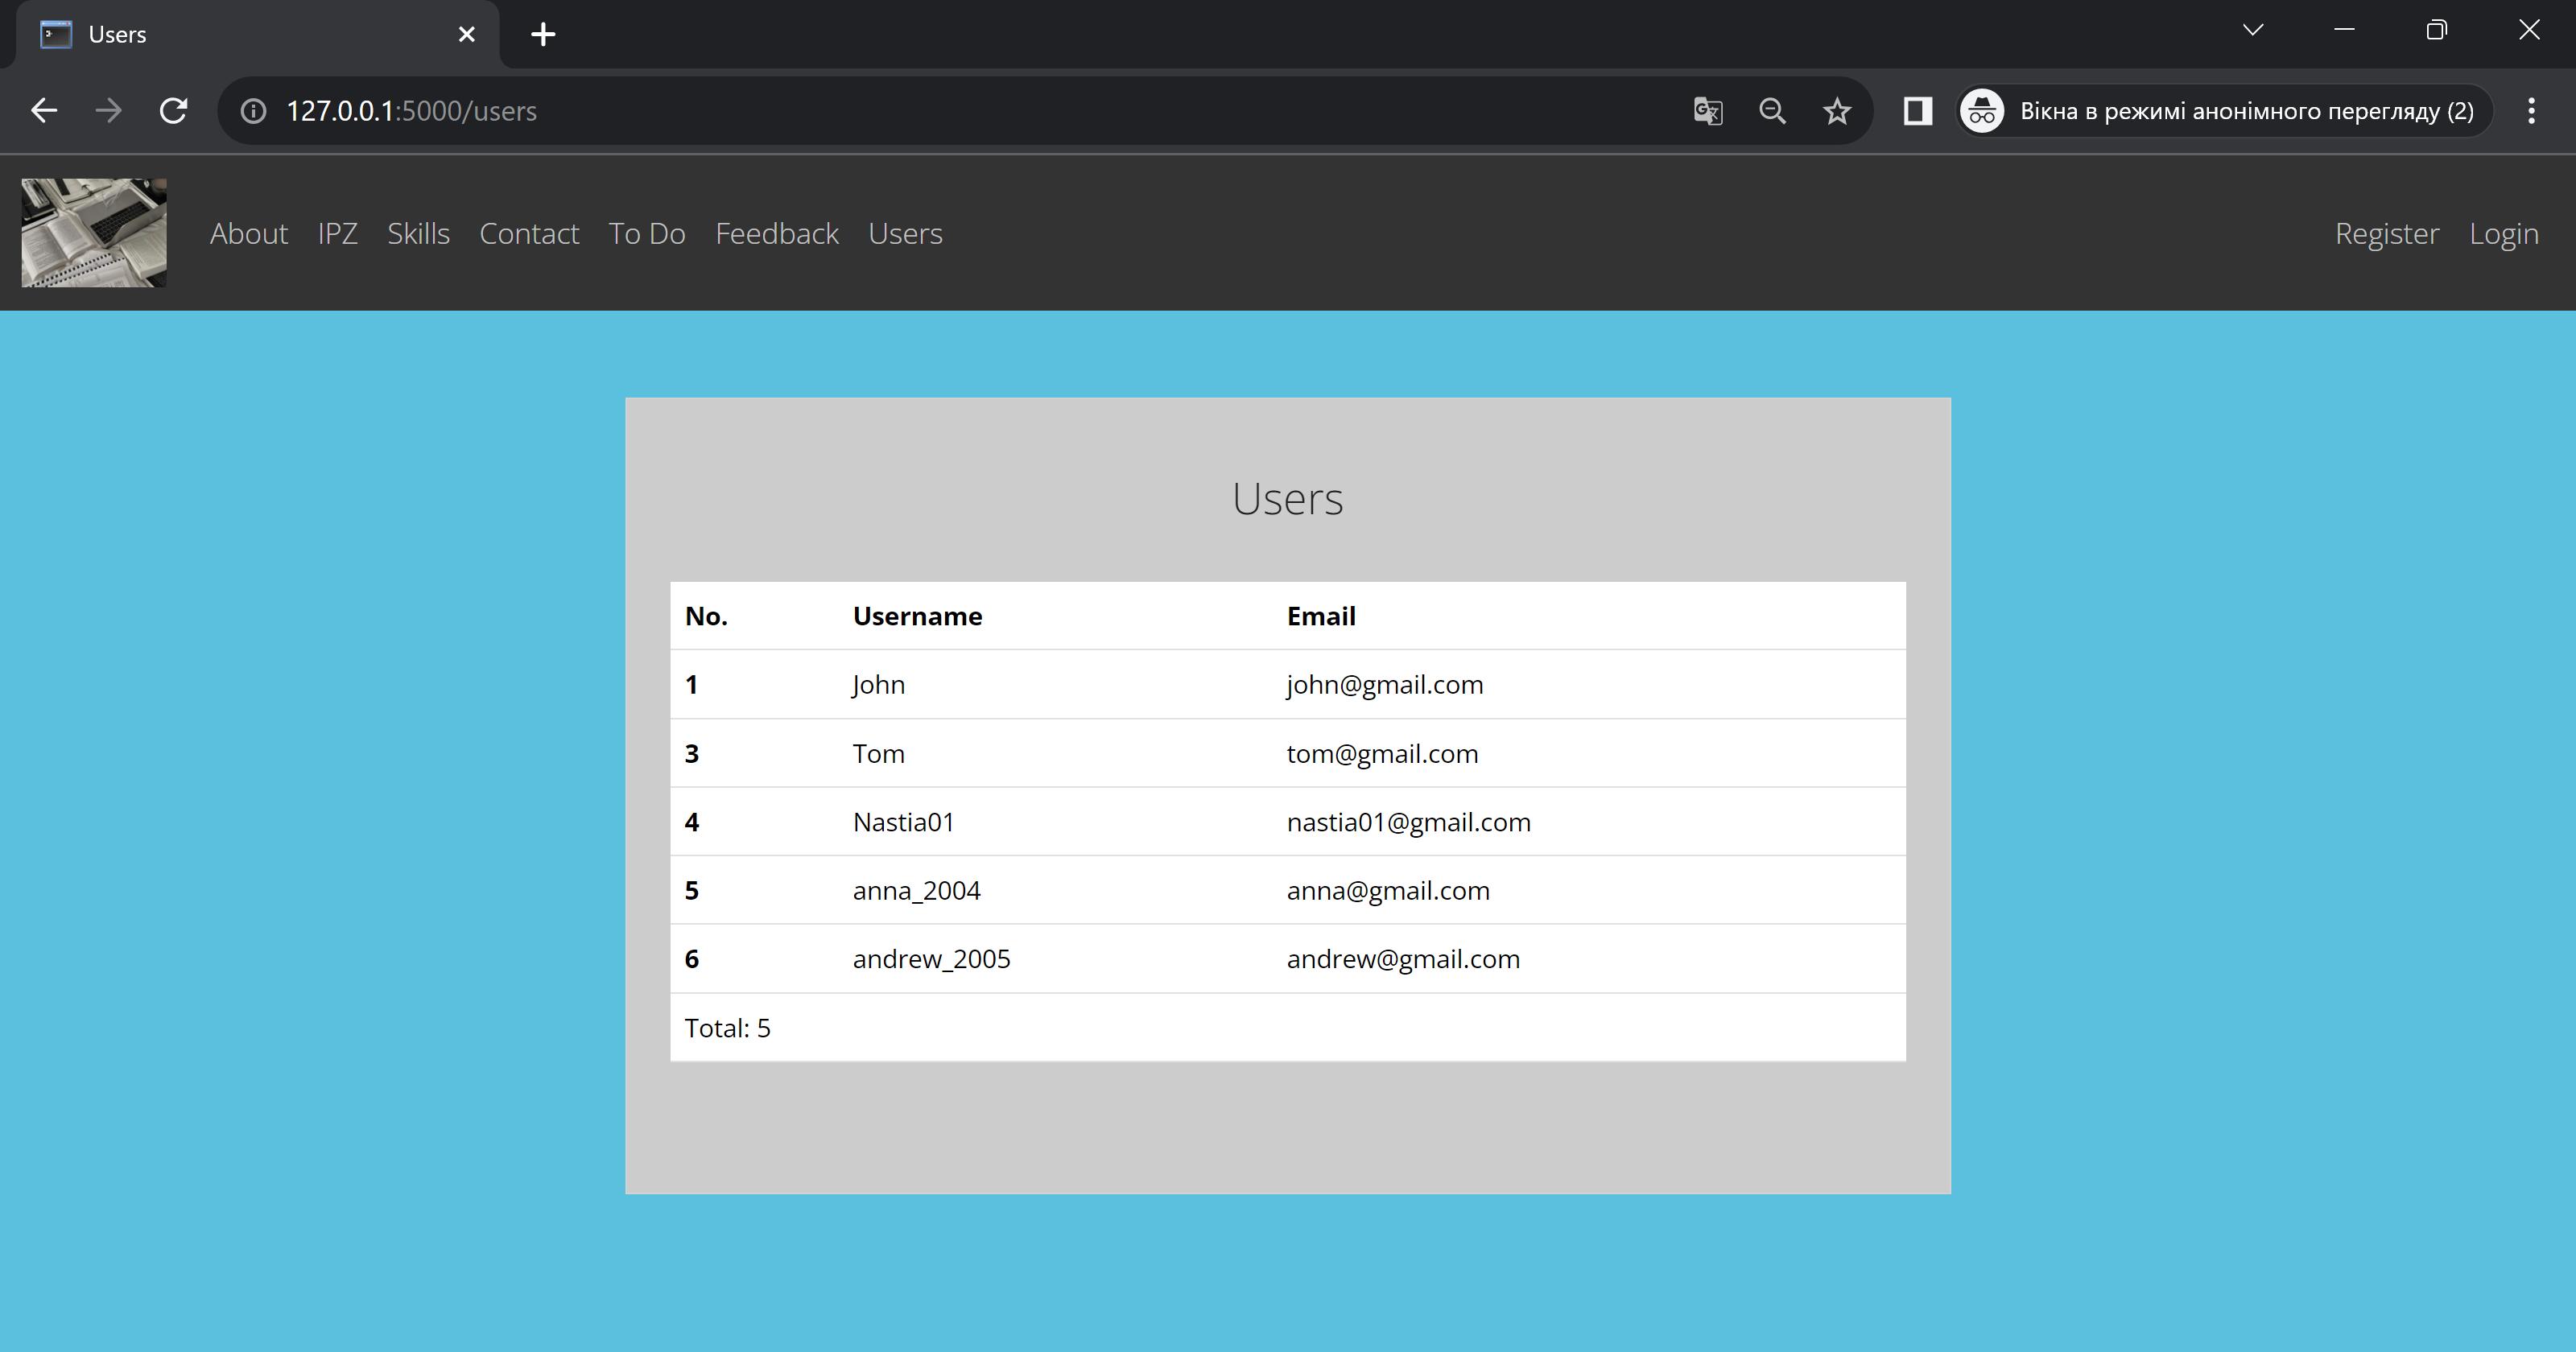 Users
127.0.0.1:5000/users
Вікна в режимі анонімного перегляду (2)
About IPZ Skills Contact To Do Feedback Users Register Login
Users
No. Username Email
1 John john@gmail.com
3 Tom tom@gmail.com
4 Nastia01 nastia01@gmail.com
5 anna_2004 anna@gmail.com
6 andrew_2005 andrew@gmail.com
Total: 5